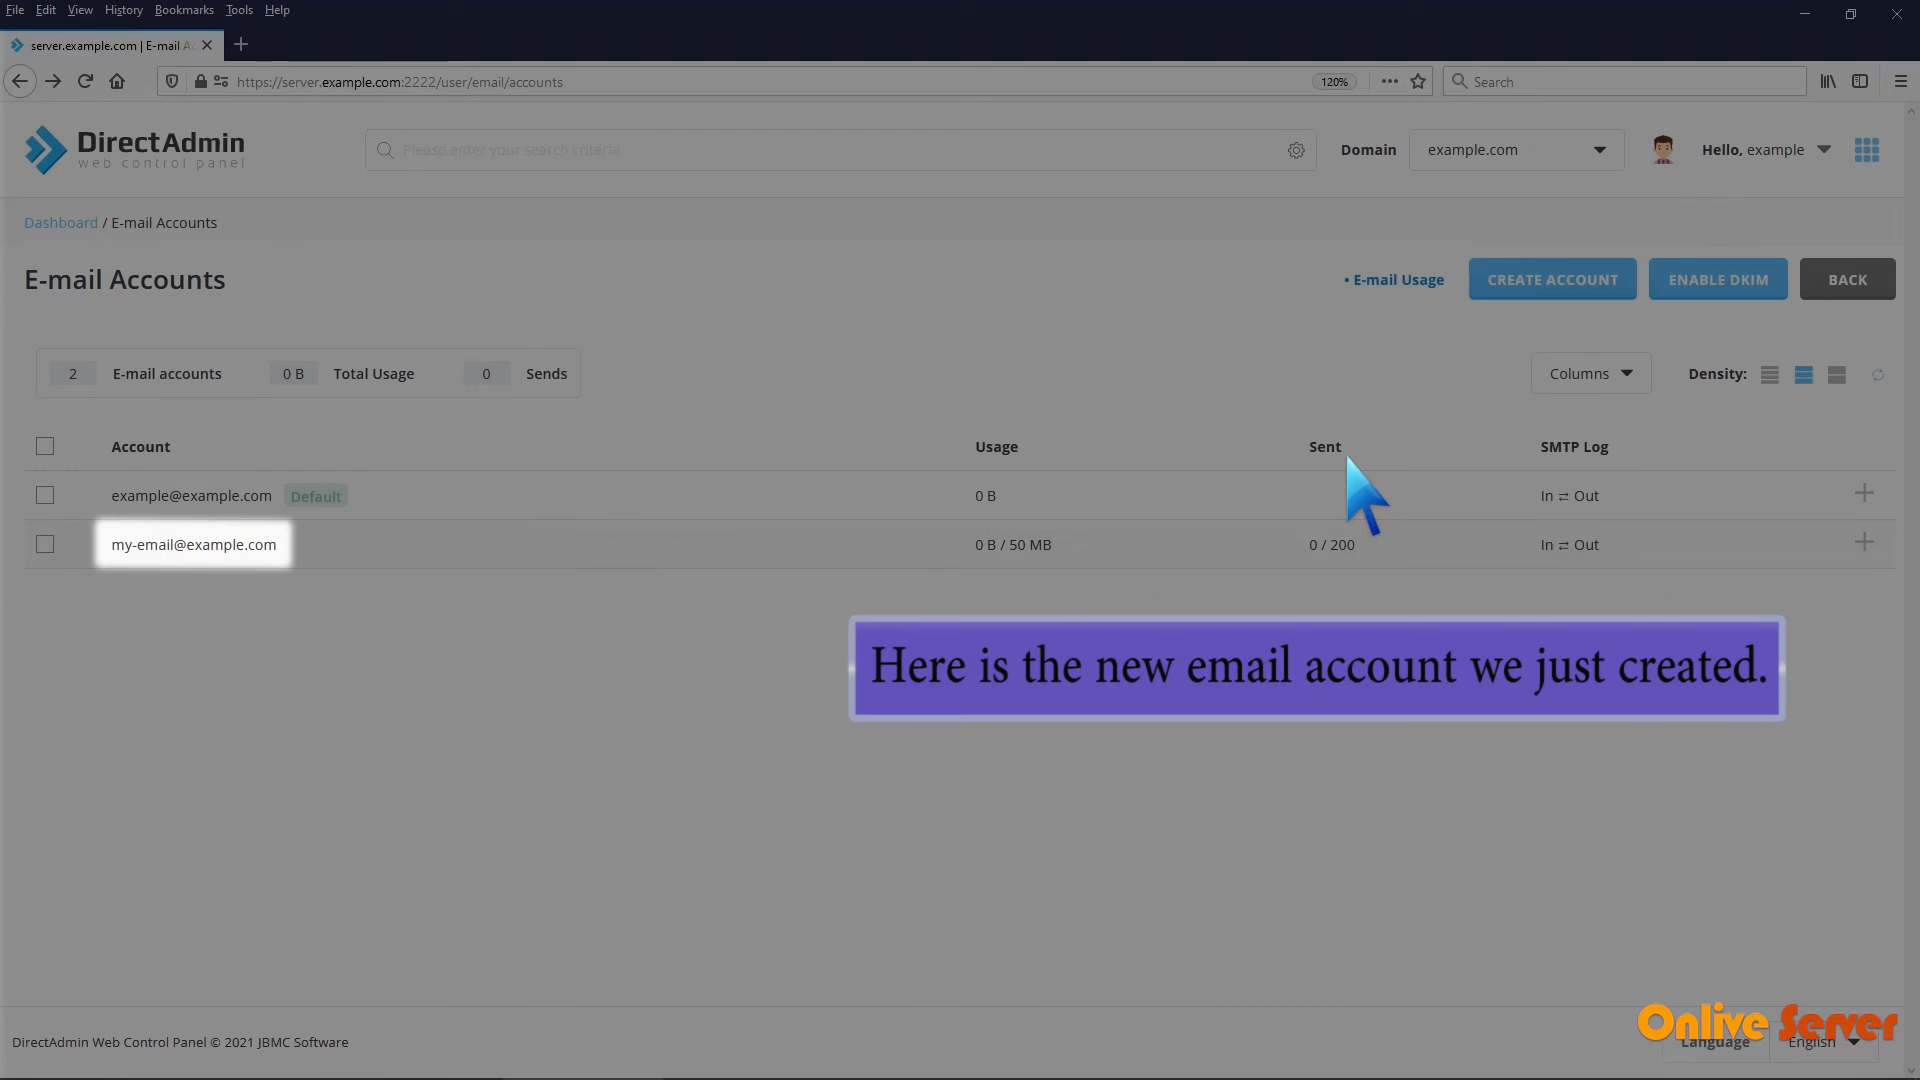 File Edit View History Bookmarks Tools Help
server.example.com | E-mail Ac
https://server.example.com:2222/user/email/accounts 120% Search
DirectAdmin
web control panel
Please enter your search criteria
Domain example.com Hello, example
Dashboard / E-mail Accounts
E-mail Accounts
• E-mail Usage CREATE ACCOUNT ENABLE DKIM BACK
2 E-mail accounts 0 B Total Usage 0 Sends Columns Density:
Account Usage Sent SMTP Log
example@example.com Default 0 B In ⇄ Out
my-email@example.com 0 B / 50 MB 0 / 200 In ⇄ Out
Here is the new email account we just created.
Onlive Server
DirectAdmin Web Control Panel © 2021 JBMC Software Language English